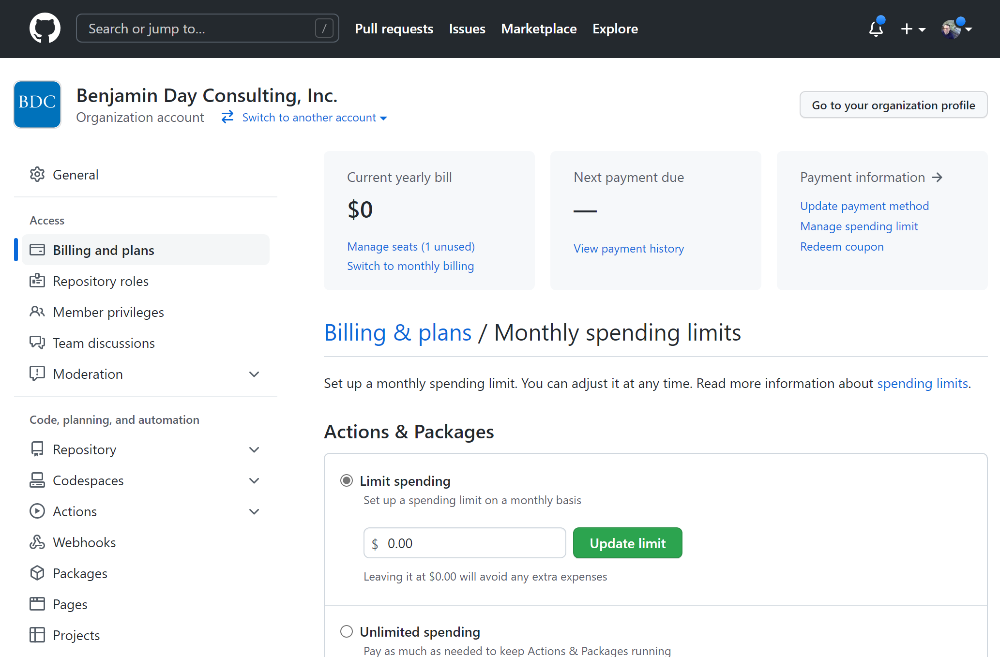 Search or jump to...
/
Pull requests
Issues
Marketplace
Explore
BDC
Benjamin Day Consulting, Inc.
Organization account
Switch to another account
Go to your organization profile
General
Access
Billing and plans
Repository roles
Member privileges
Team discussions
Moderation
Code, planning, and automation
Repository
Codespaces
Actions
Webhooks
Packages
Pages
Projects
Current yearly bill
$0
Manage seats (1 unused)
Switch to monthly billing
Next payment due
—
View payment history
Payment information →
Update payment method
Manage spending limit
Redeem coupon
Billing & plans / Monthly spending limits
Set up a monthly spending limit. You can adjust it at any time. Read more information about spending limits.
Actions & Packages
Limit spending
Set up a spending limit on a monthly basis
$ 0.00
Update limit
Leaving it at $0.00 will avoid any extra expenses
Unlimited spending
Pay as much as needed to keep Actions & Packages running